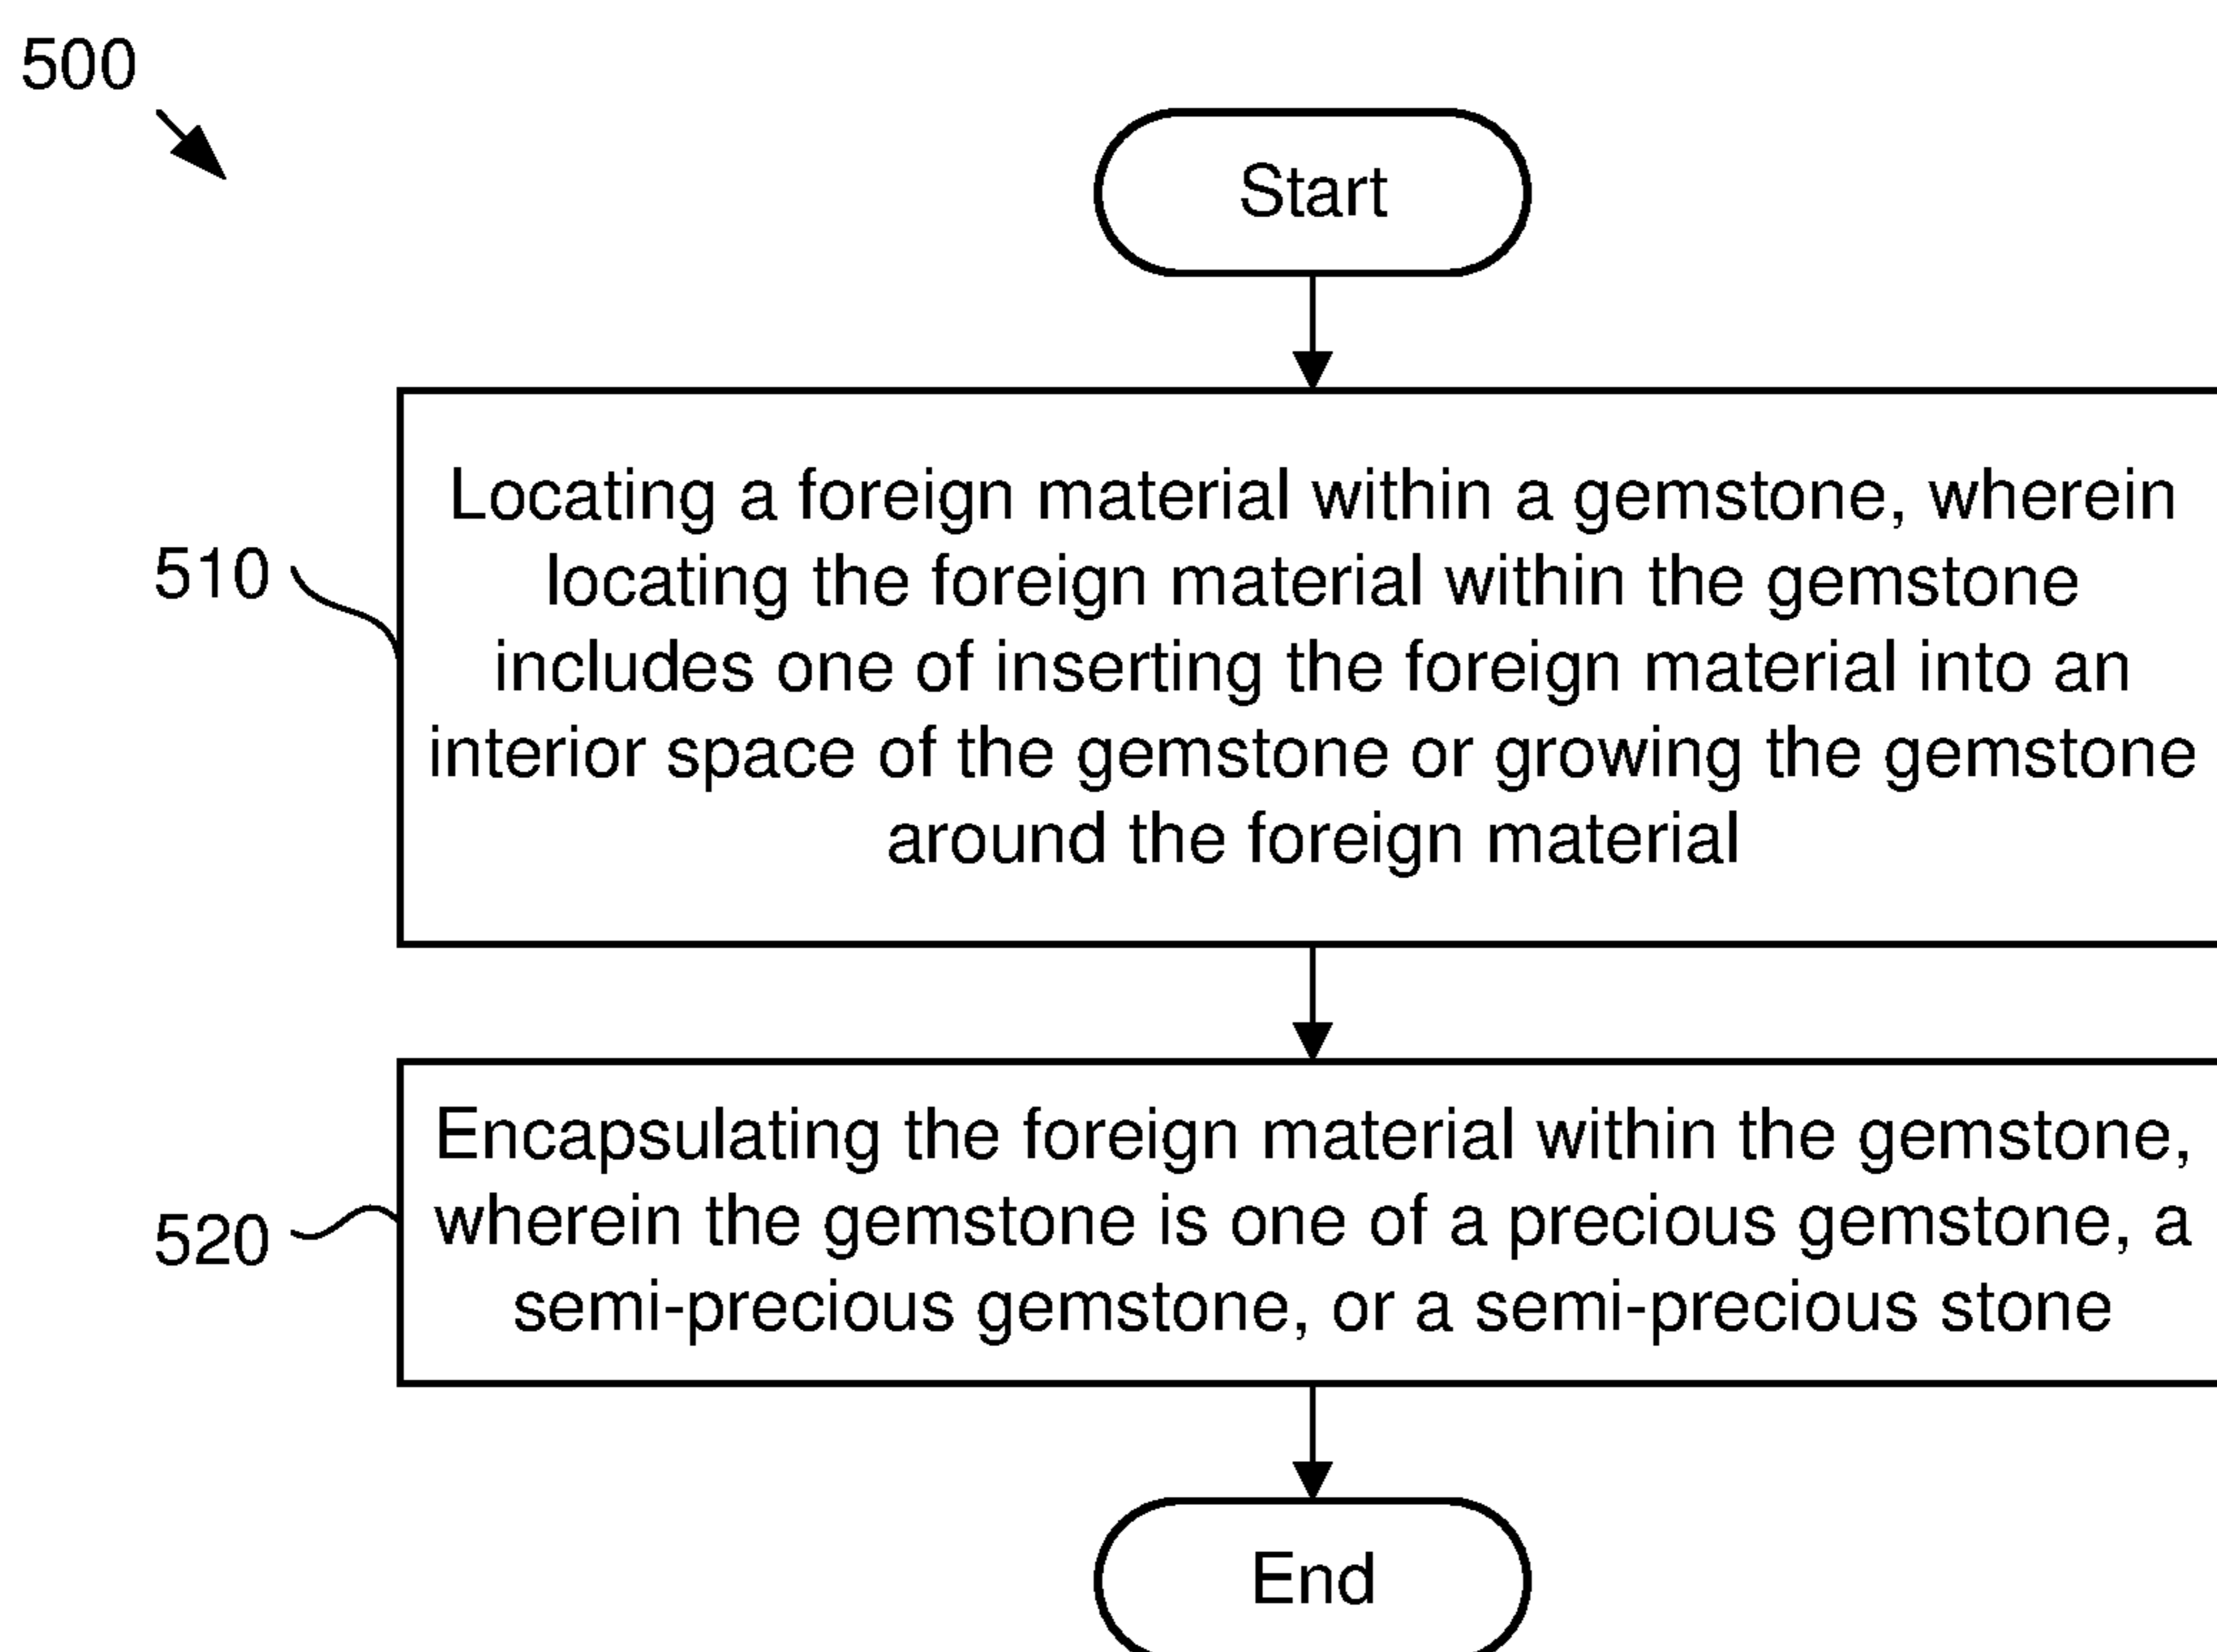 500
Start
510
Locating a foreign material within a gemstone, wherein
locating the foreign material within the gemstone
includes one of inserting the foreign material into an
interior space of the gemstone or growing the gemstone
around the foreign material
520
Encapsulating the foreign material within the gemstone,
wherein the gemstone is one of a precious gemstone, a
semi-precious gemstone, or a semi-precious stone
End